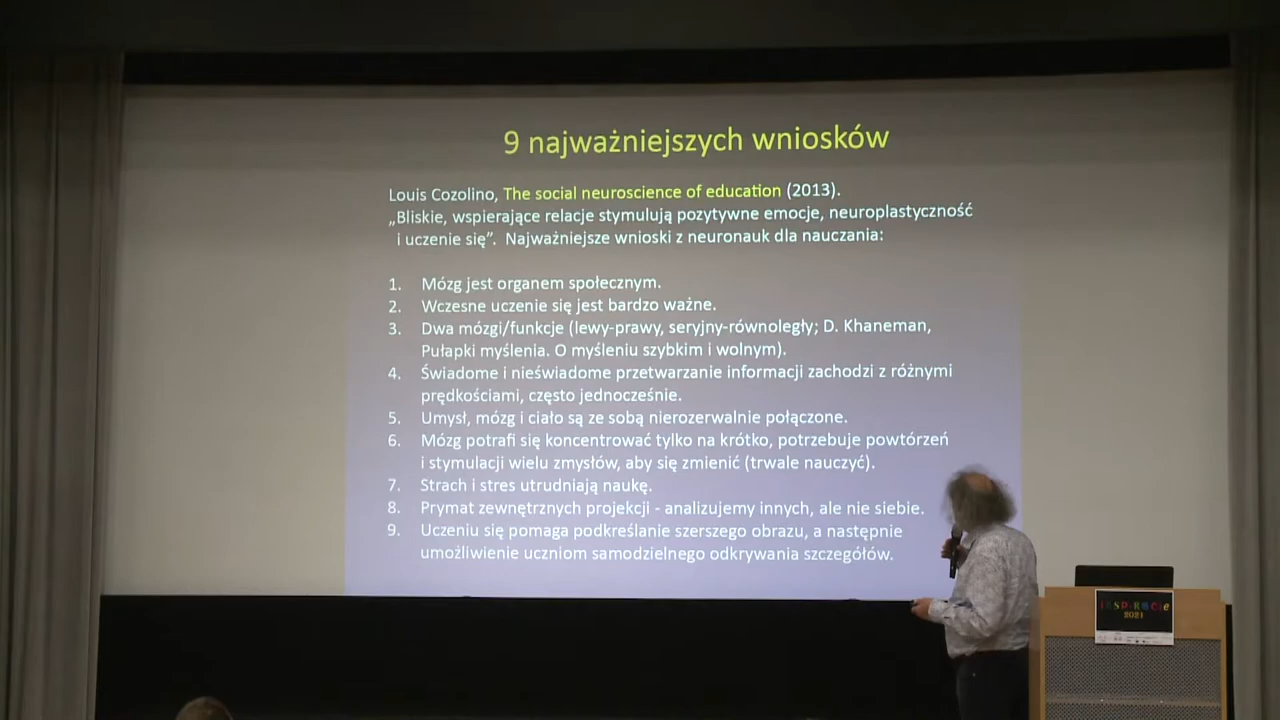 9 najważniejszych wniosków
Louis Cozolino, The social neuroscience of education (2013).
„Bliskie, wspierające relacje stymulują pozytywne emocje, neuroplastyczność
i uczenie się”. Najważniejsze wnioski z neuronauk dla nauczania:
1. Mózg jest organem społecznym.
2. Wczesne uczenie się jest bardzo ważne.
3. Dwa mózgi/funkcje (lewy-prawy, seryjny-równoległy; D. Khaneman,
Pułapki myślenia. O myśleniu szybkim i wolnym).
4. Świadome i nieświadome przetwarzanie informacji zachodzi z różnymi
prędkościami, często jednocześnie.
5. Umysł, mózg i ciało są ze sobą nierozerwalnie połączone.
6. Mózg potrafi się koncentrować tylko na krótko, potrzebuje powtórzeń
i stymulacji wielu zmysłów, aby się zmienić (trwale nauczyć).
7. Strach i stres utrudniają naukę.
8. Prymat zewnętrznych projekcji - analizujemy innych, ale nie siebie.
9. Uczeniu się pomaga podkreślanie szerszego obrazu, a następnie
umożliwienie uczniom samodzielnego odkrywania szczegółów.
2021